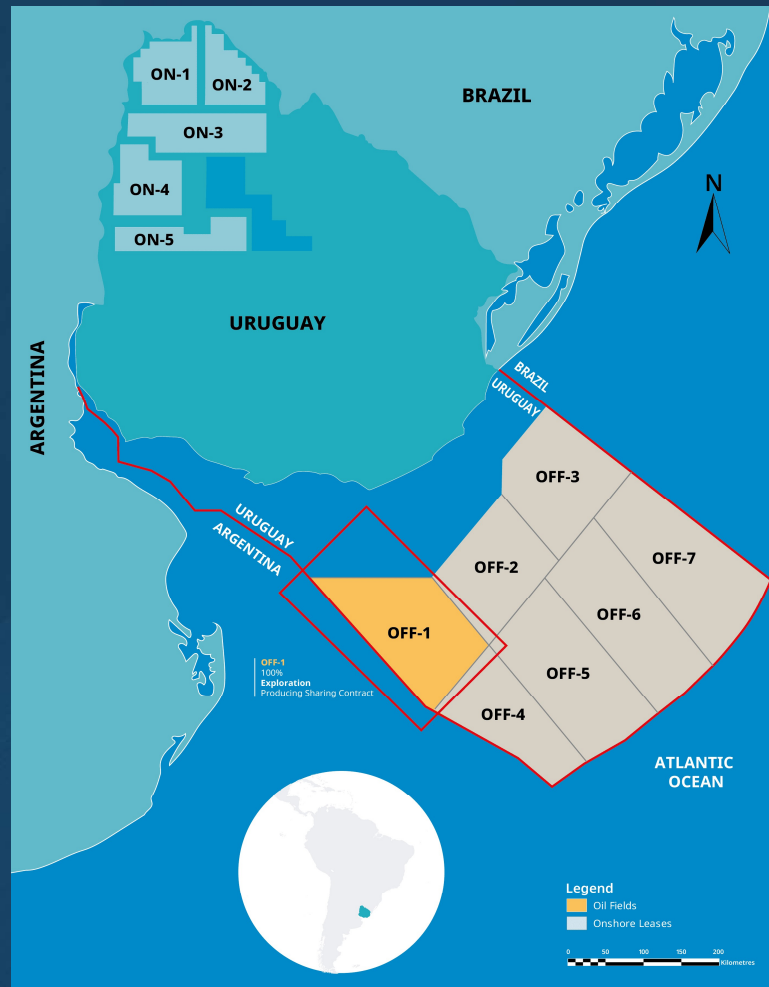 ON-1
ON-2
BRAZIL
ON-3
N
ON-4
ON-5
URUGUAY
ARGENTINA
BRAZIL
URUGUAY
OFF-3
URUGUAY
ARGENTINA
OFF-2
OFF-7
OFF-6
OFF-1
OFF-5
OFF-4
OFF-1
100%
Exploration
Producing Sharing Contract
ATLANTIC
OCEAN
Legend
Oil Fields
Onshore Leases
0 50 100 150 200
Kilometres